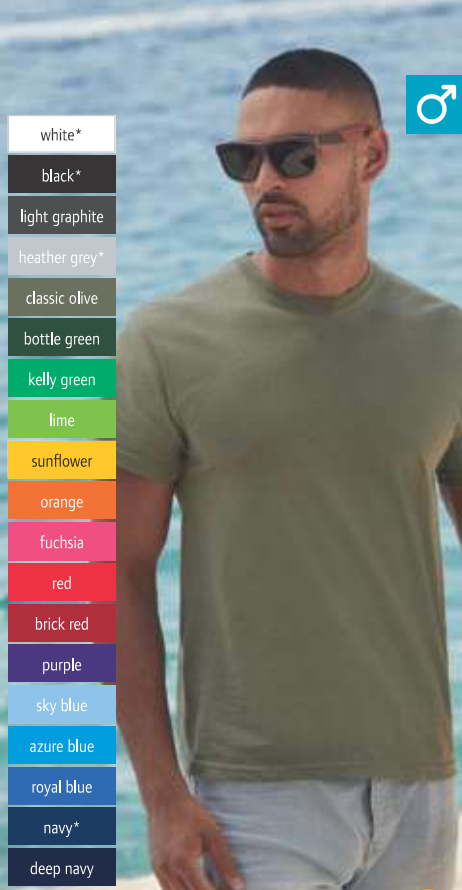 white*
black*
light graphite
heather grey*
classic olive
bottle green
kelly green
lime
sunflower
orange
fuchsia
red
brick red
purple
sky blue
azure blue
royal blue
navy*
deep navy